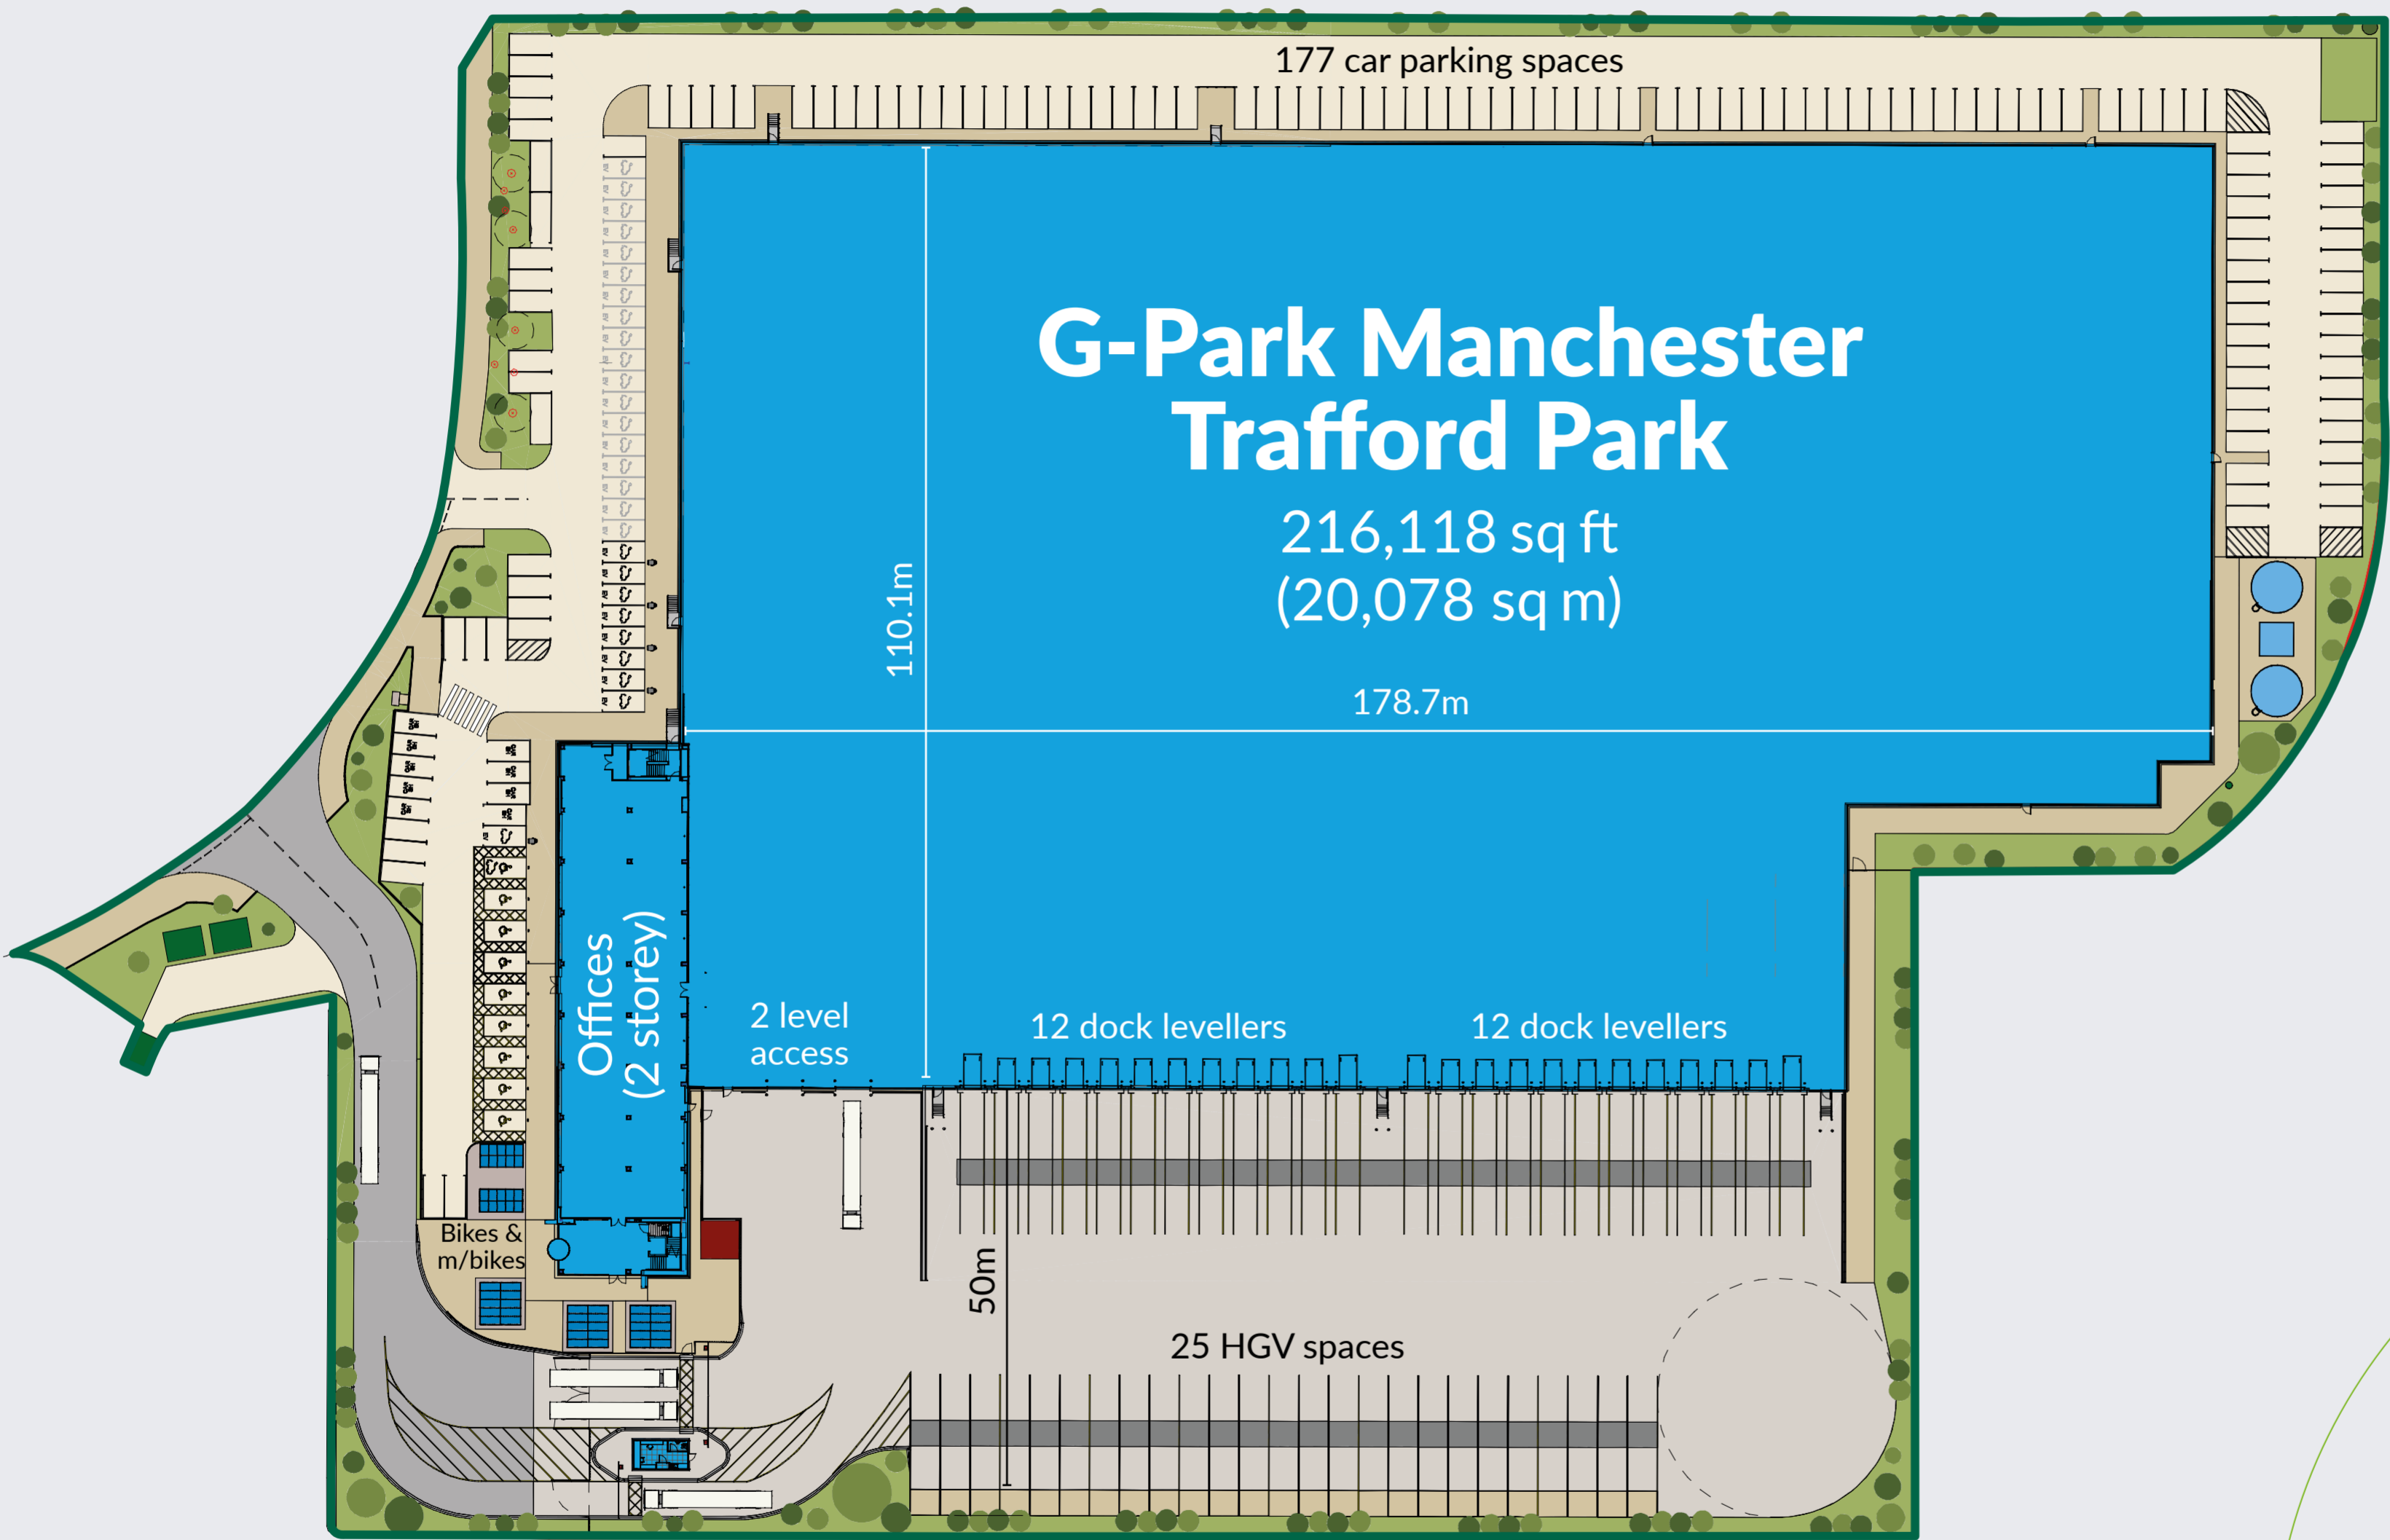 177 car parking spaces
G-Park Manchester
Trafford Park
216,118 sq ft
(20,078 sq m)
110.1m
178.7m
Offices
(2 storey)
2 level
access
12 dock levellers
12 dock levellers
Bikes &
m/bikes
50m
25 HGV spaces